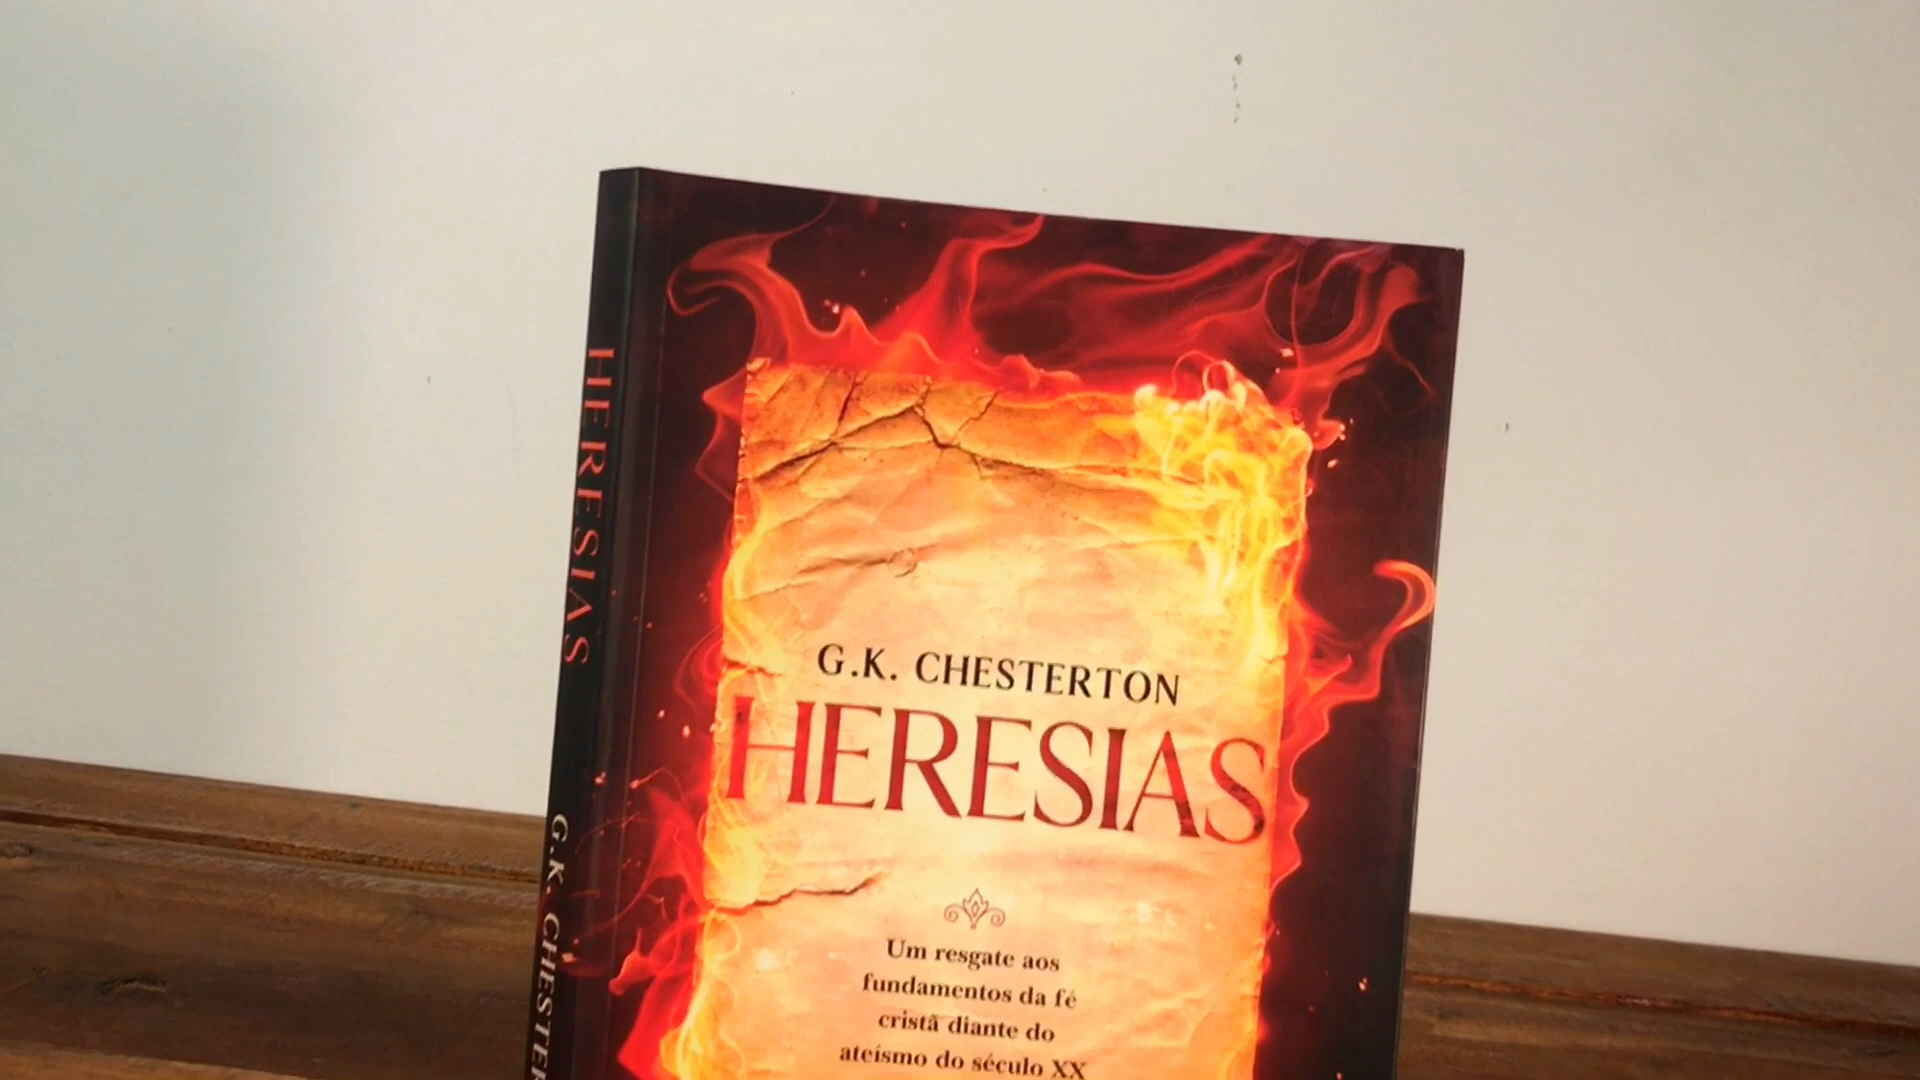 HERESIAS
G.K. CHESTER
G.K. CHESTERTON
HERESIAS
Um resgate aos
fundamentos da fé
cristã diante do
ateísmo do século XX